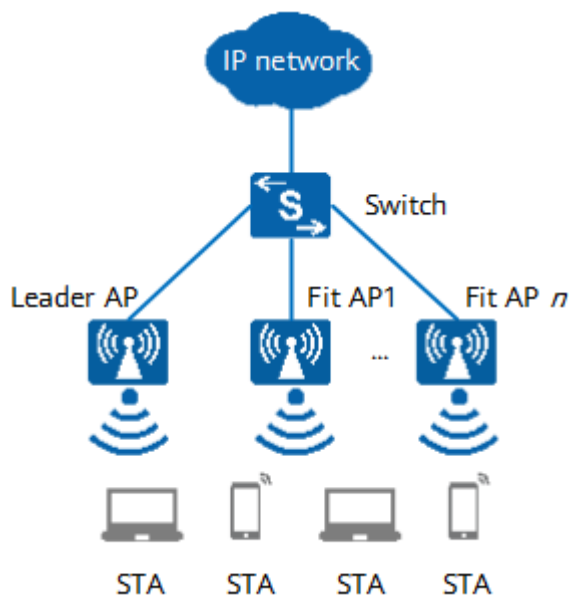 IP network
S
Switch
Leader AP
Fit AP1
Fit AP n
...
STA
STA
STA
STA